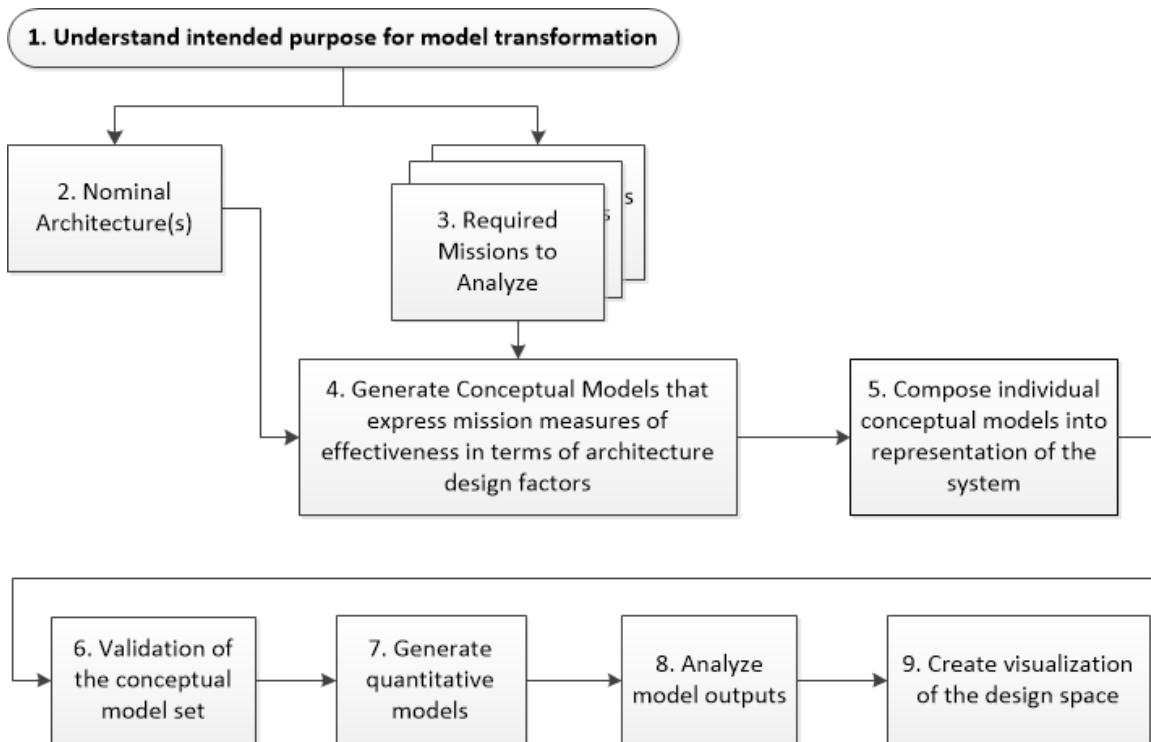 1. Understand intended purpose for model transformation
2. Nominal
Architecture(s)
s
s
3. Required
Missions to
Analyze
4. Generate Conceptual Models that
express mission measures of
effectiveness in terms of architecture
design factors
5. Compose individual
conceptual models into
representation of the
system
6. Validation of
the conceptual
model set
7. Generate
quantitative
models
8. Analyze
model outputs
9. Create visualization
of the design space